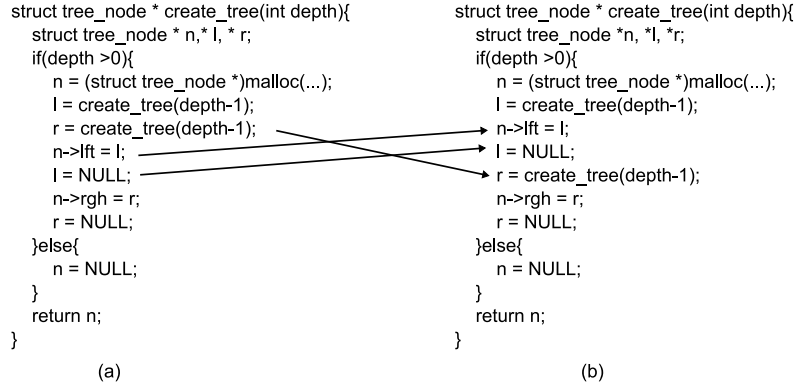 struct tree_node * create_tree(int depth){
struct tree_node * n,* l, * r;
if(depth >0){
n = (struct tree_node *)malloc(...);
l = create_tree(depth-1);
r = create_tree(depth-1);
n->lft = l;
l = NULL;
n->rgh = r;
r = NULL;
}else{
n = NULL;
}
return n;
}
(a)
struct tree_node * create_tree(int depth){
struct tree_node *n, *l, *r;
if(depth >0){
n = (struct tree_node *)malloc(...);
l = create_tree(depth-1);
n->lft = l;
l = NULL;
r = create_tree(depth-1);
n->rgh = r;
r = NULL;
}else{
n = NULL;
}
return n;
}
(b)